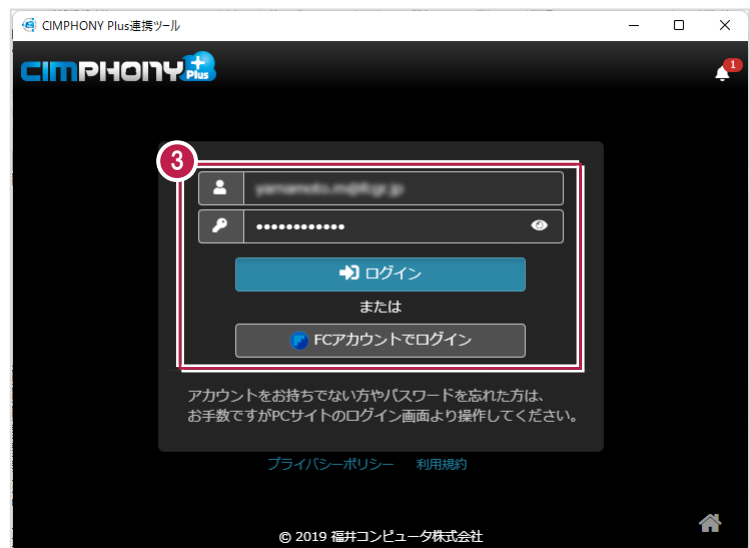 CIMPHONY Plus連携ツール
CIMPHONY Plus
1
3
••••••••••••
ログイン
または
FCアカウントでログイン
アカウントをお持ちでない方やパスワードを忘れた方は、
お手数ですがPCサイトのログイン画面より操作してください。
プライバシーポリシー 利用規約
© 2019 福井コンピュータ株式会社